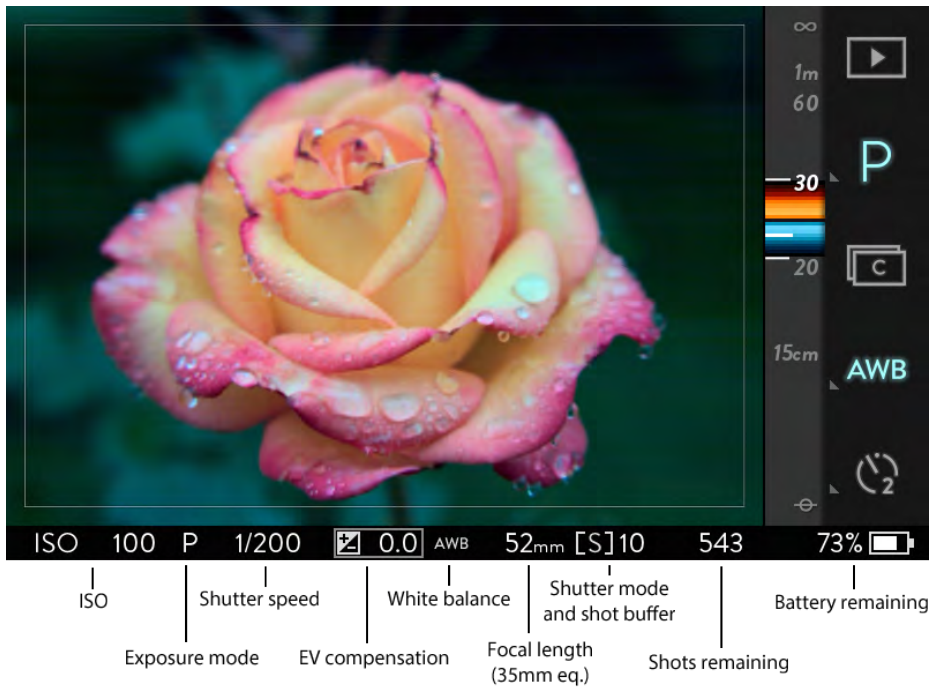 ∞
1m
60
30
20
15cm
P
C
AWB
2
ISO 100 P 1/200 0.0 AWB 52mm [S]10 543 73%
ISO
Shutter speed
White balance
Shutter mode
and shot buffer
Battery remaining
Exposure mode
EV compensation
Focal length
(35mm eq.)
Shots remaining